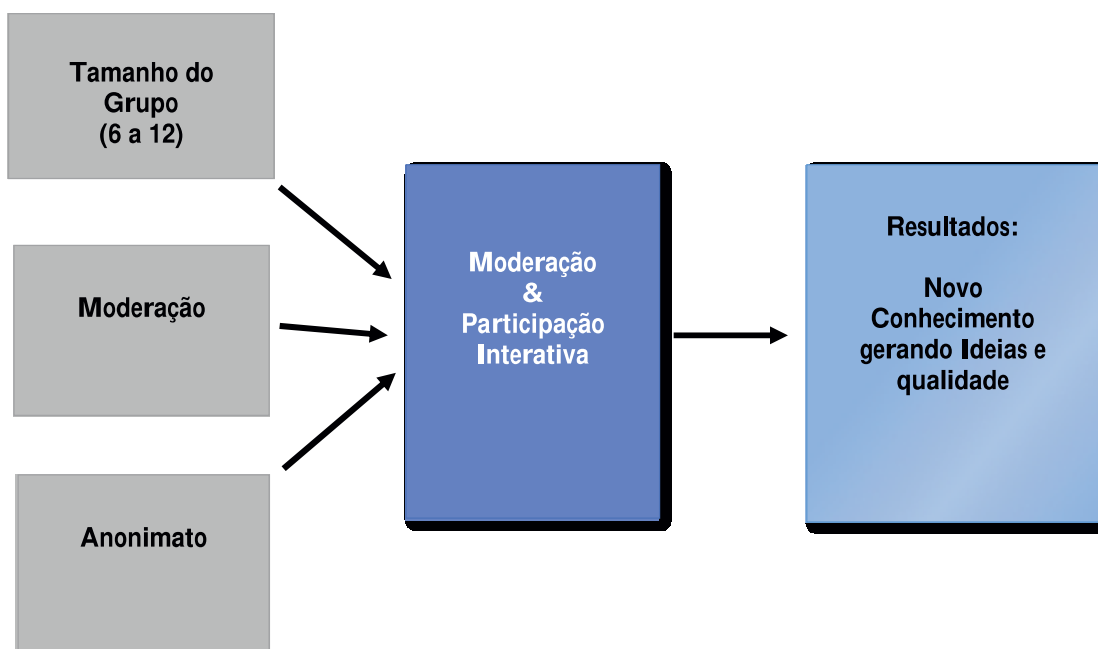 Tamanho do
Grupo
(6 a 12)
Moderação
Anonimato
Moderação
&
Participação
Interativa
Resultados:
Novo
Conhecimento
gerando Ideias e
qualidade